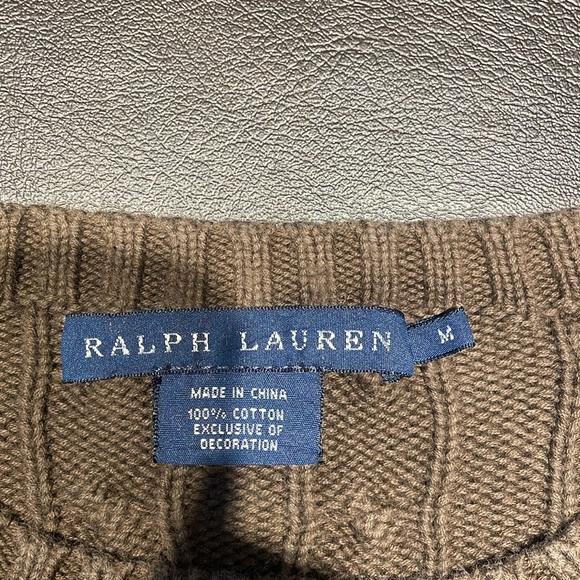 RALPH LAUREN
M
MADE IN CHINA
100% COTTON
EXCLUSIVE OF
DECORATION